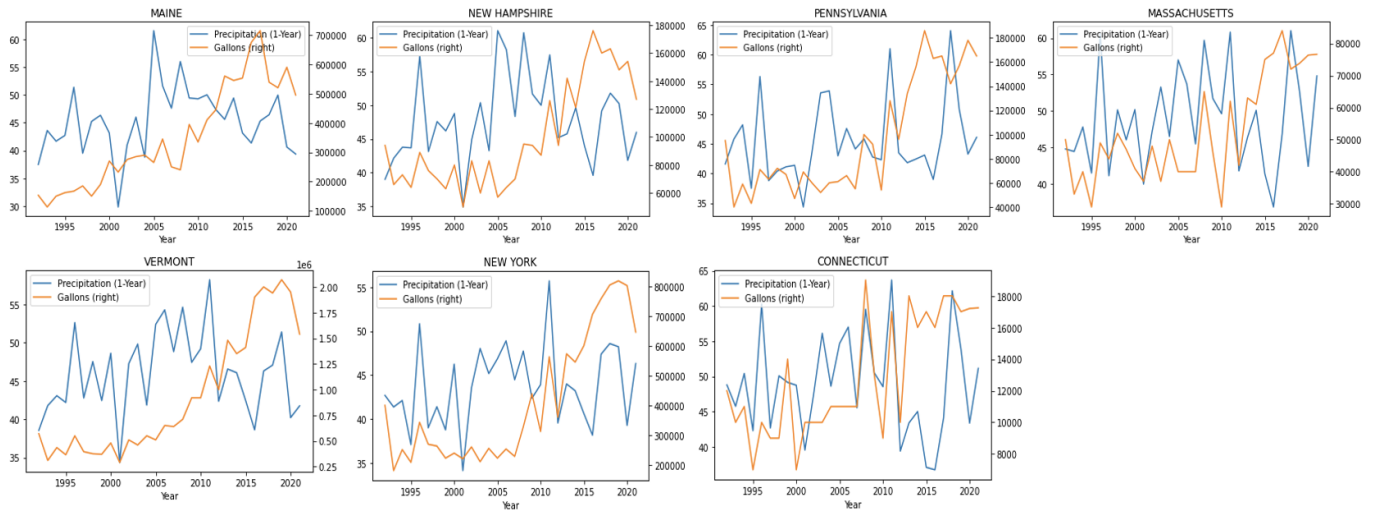 MAINE
Precipitation (1-Year)
Gallons (right)
60
55
50
45
40
35
30
700000
600000
500000
400000
300000
200000
100000
1995 2000 2005 2010 2015 2020
Year
NEW HAMPSHIRE
Precipitation (1-Year)
Gallons (right)
60
55
50
45
40
35
180000
160000
140000
120000
100000
80000
60000
1995 2000 2005 2010 2015 2020
Year
PENNSYLVANIA
Precipitation (1-Year)
Gallons (right)
65
60
55
50
45
40
35
180000
160000
140000
120000
100000
80000
60000
40000
1995 2000 2005 2010 2015 2020
Year
MASSACHUSETTS
Precipitation (1-Year)
Gallons (right)
60
55
50
45
40
80000
70000
60000
50000
40000
30000
1995 2000 2005 2010 2015 2020
Year
VERMONT
1e6
Precipitation (1-Year)
Gallons (right)
55
50
45
40
35
2.00
1.75
1.50
1.25
1.00
0.75
0.50
0.25
1995 2000 2005 2010 2015 2020
Year
NEW YORK
Precipitation (1-Year)
Gallons (right)
55
50
45
40
35
800000
700000
600000
500000
400000
300000
200000
1995 2000 2005 2010 2015 2020
Year
CONNECTICUT
Precipitation (1-Year)
Gallons (right)
65
60
55
50
45
40
18000
16000
14000
12000
10000
8000
1995 2000 2005 2010 2015 2020
Year